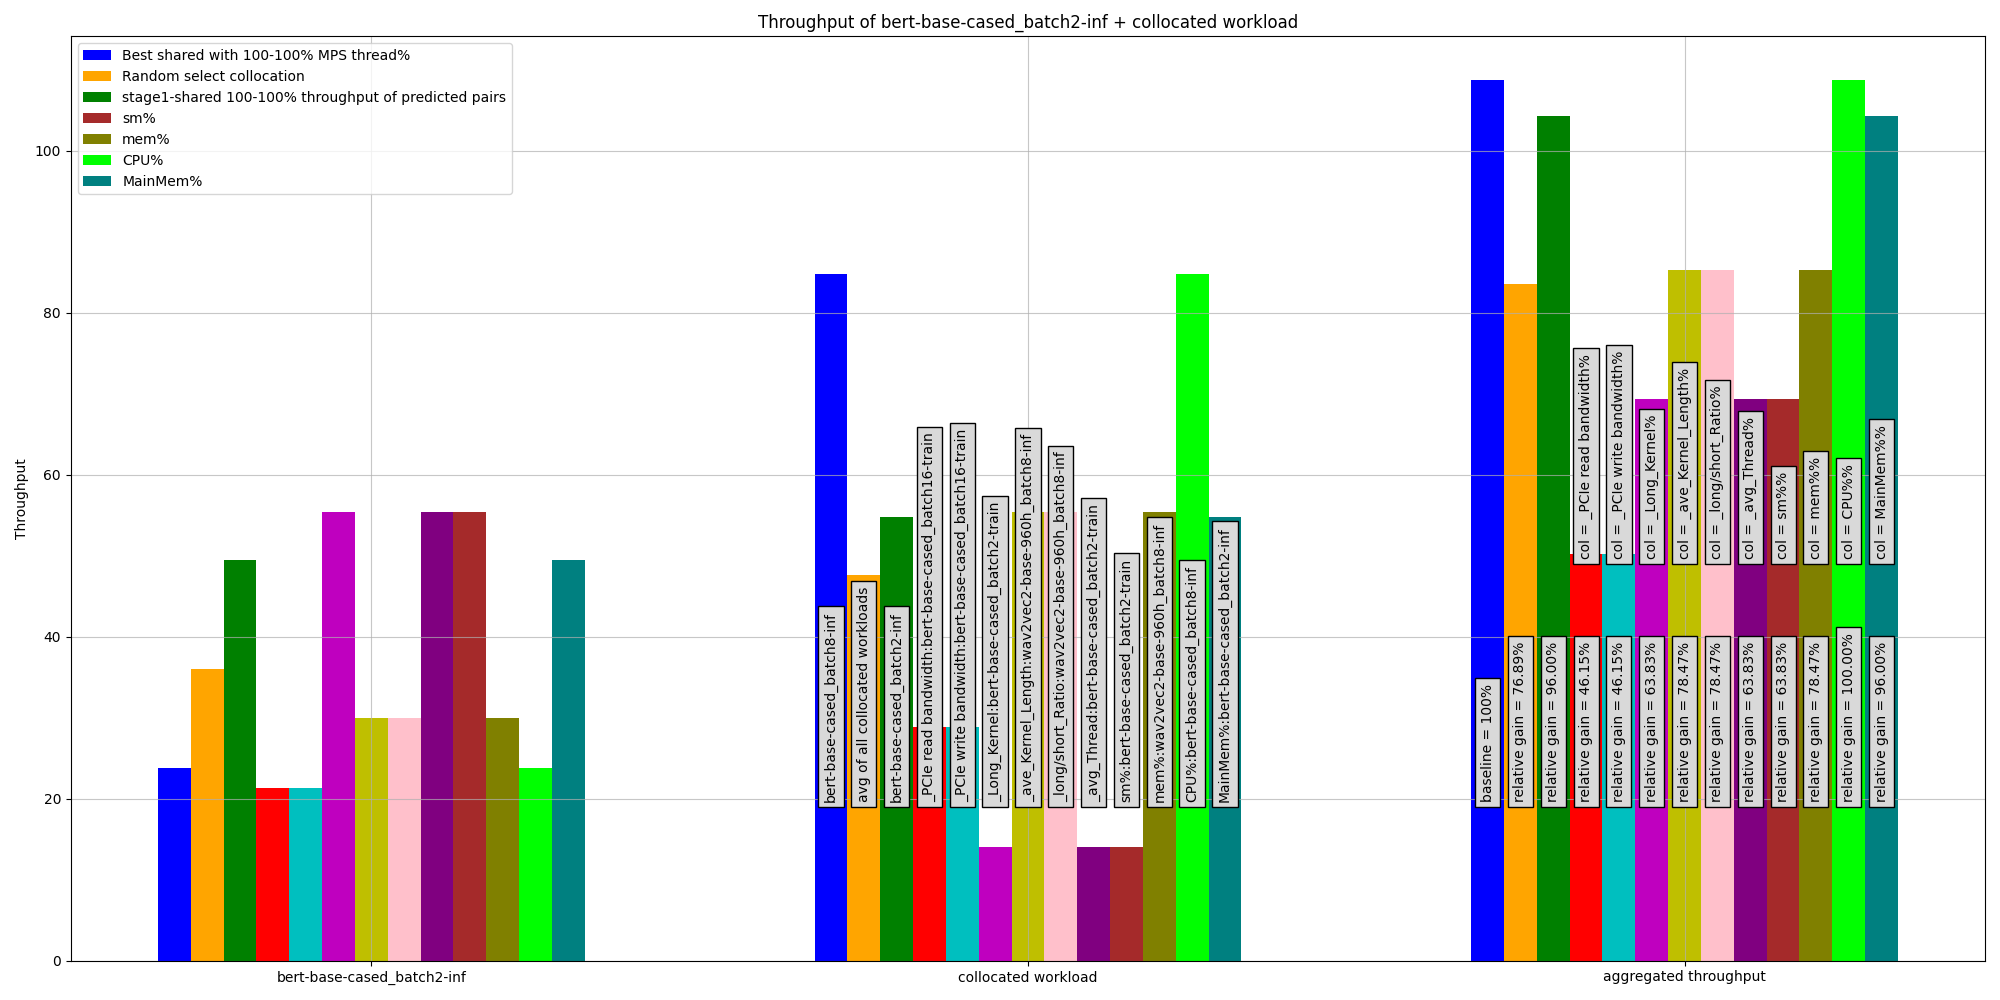 Throughput of bert-base-cased_batch2-inf + collocated workload
Best shared with 100-100% MPS thread%
Random select collocation
stage1-shared 100-100% throughput of predicted pairs
sm%
mem%
CPU%
MainMem%
Throughput
100
80
60
40
20
0
bert-base-cased_batch8-inf
avg of all collocated workloads
bert-base-cased_batch2-inf
_PCIe read bandwidth:bert-base-cased_batch16-train
_PCIe write bandwidth:bert-base-cased_batch16-train
_Long_Kernel:bert-base-cased_batch2-train
_ave_Kernel_Length:wav2vec2-base-960h_batch8-inf
_long/short_Ratio:wav2vec2-base-960h_batch8-inf
_avg_Thread:bert-base-cased_batch2-train
sm%:bert-base-cased_batch2-train
mem%:wav2vec2-base-960h_batch8-inf
CPU%:bert-base-cased_batch8-inf
MainMem%:bert-base-cased_batch2-inf
col = _PCIe read bandwidth%
col = _PCIe write bandwidth%
col = _Long_Kernel%
col = _ave_Kernel_Length%
col = _long/short_Ratio%
col = _avg_Thread%
col = sm%%
col = mem%%
col = CPU%%
col = MainMem%%
baseline = 100%
relative gain = 76.89%
relative gain = 96.00%
relative gain = 46.15%
relative gain = 46.15%
relative gain = 63.83%
relative gain = 78.47%
relative gain = 78.47%
relative gain = 63.83%
relative gain = 63.83%
relative gain = 78.47%
relative gain = 100.00%
relative gain = 96.00%
bert-base-cased_batch2-inf
collocated workload
aggregated throughput